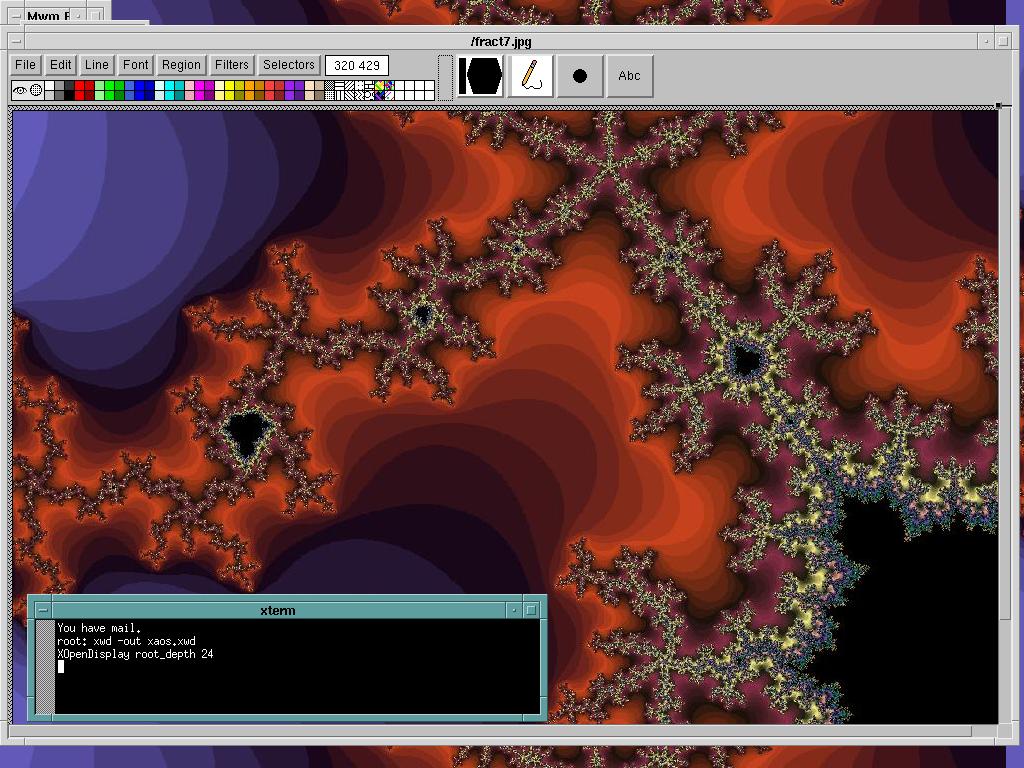 Mwm
/fract7.jpg
File Edit Line Font Region Filters Selectors 320 429
Abc
xterm
You have mail.
root: xwd -out xaos.xwd
XOpenDisplay root_depth 24